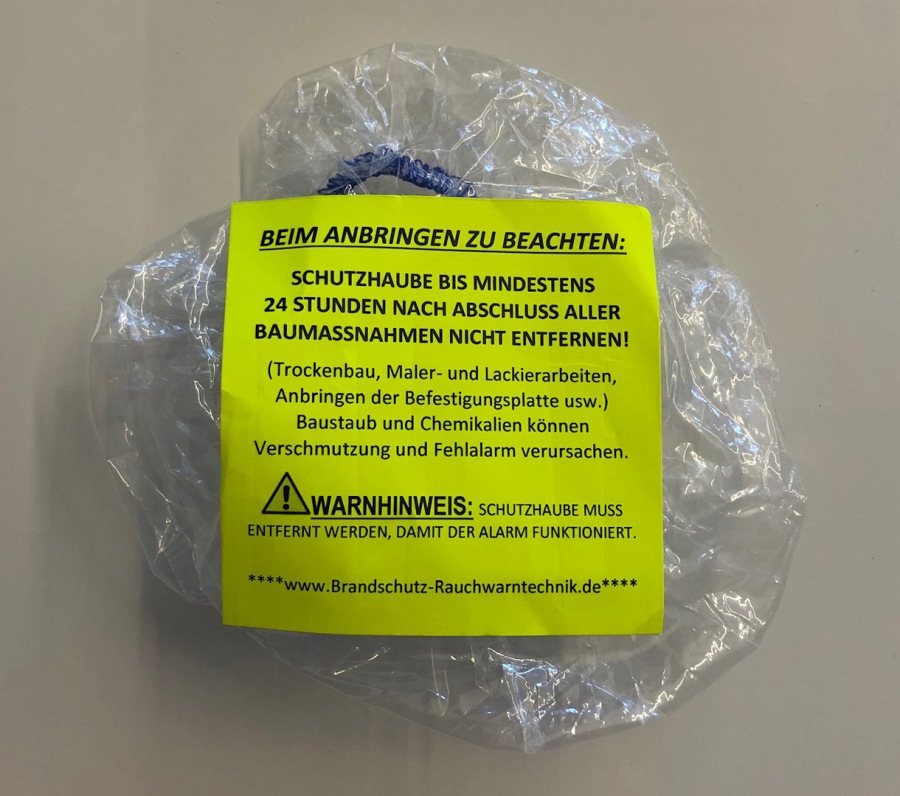 BEIM ANBRINGEN ZU BEACHTEN:
SCHUTZHAUBE BIS MINDESTENS
24 STUNDEN NACH ABSCHLUSS ALLER
BAUMASSNAHMEN NICHT ENTFERNEN!
(Trockenbau, Maler- und Lackierarbeiten,
Anbringen der Befestigungsplatte usw.)
Baustaub und Chemikalien können
Verschmutzung und Fehlalarm verursachen.
WARNHINWEIS: SCHUTZHAUBE MUSS
ENTFERNT WERDEN, DAMIT DER ALARM FUNKTIONIERT.
****www.Brandschutz-Rauchwarntechnik.de****